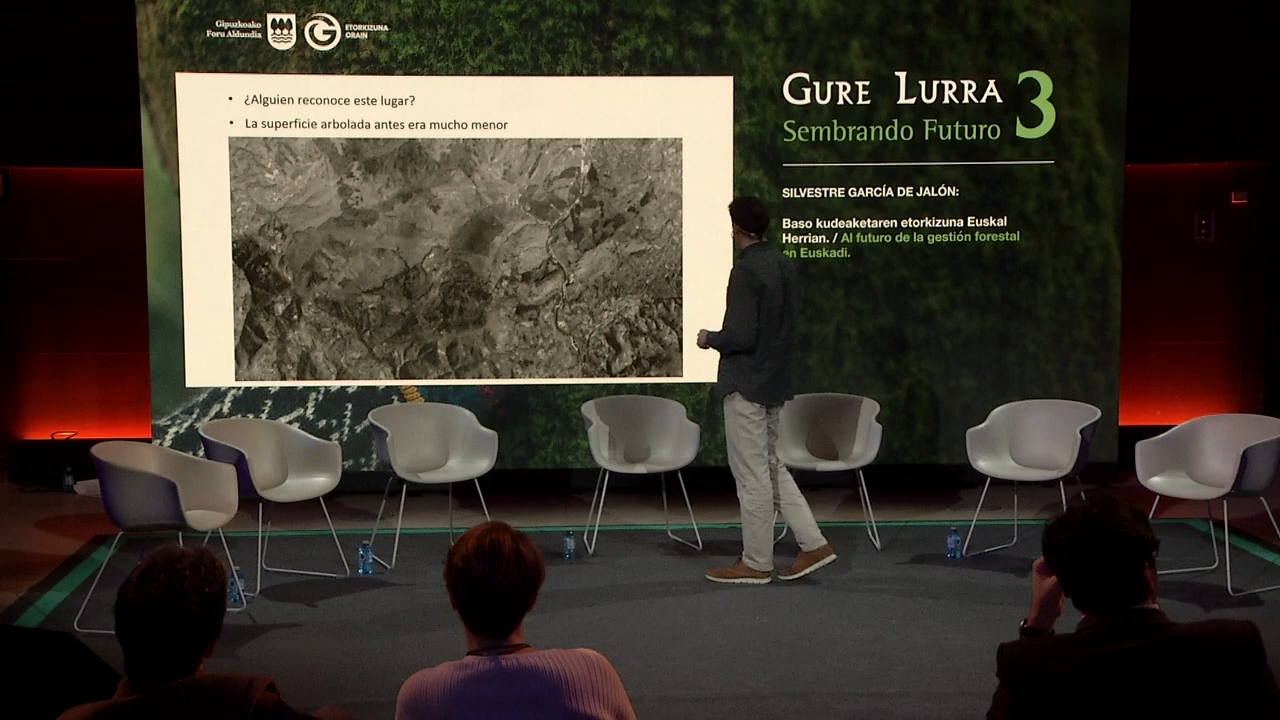 Gipuzkoako
Foru Aldundia
ETORKIZUNA
ORAIN
• ¿Alguien reconoce este lugar?
• La superficie arbolada antes era mucho menor
GURE LURRA 3
Sembrando Futuro
SILVESTRE GARCÍA DE JALÓN:
Baso kudeaketaren etorkizuna Euskal
Herrian. / Al futuro de la gestión forestal
en Euskadi.